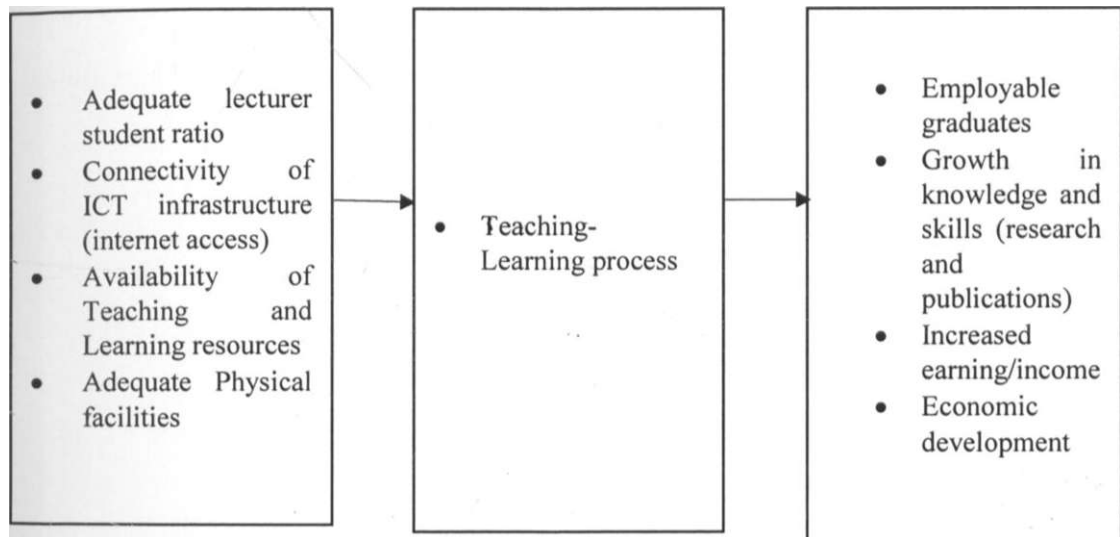 • Adequate lecturer
student ratio
• Connectivity of
ICT infrastructure
(internet access)
• Availability of
Teaching and
Learning resources
• Adequate Physical
facilities
• Teaching-
Learning process
• Employable
graduates
• Growth in
knowledge and
skills (research
and
publications)
• Increased
earning/income
• Economic
development